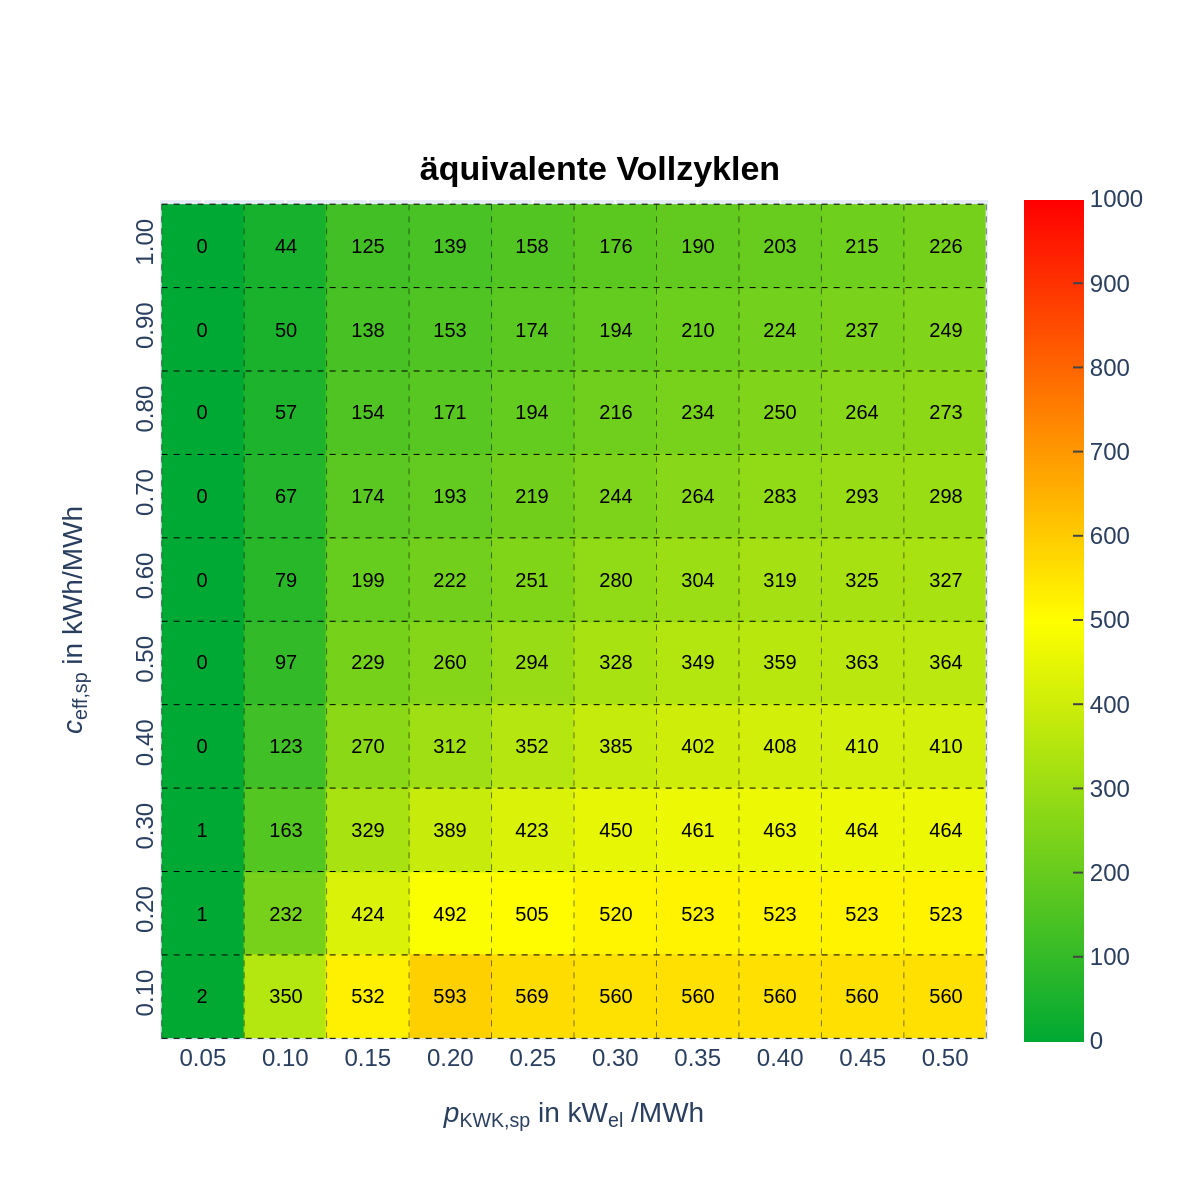 äquivalente Vollzyklen
1000
1.00 0 44 125 139 158 176 190 203 215 226
900
0.90 0 50 138 153 174 194 210 224 237 249
800
0.80 0 57 154 171 194 216 234 250 264 273
700
0.70 0 67 174 193 219 244 264 283 293 298
600
0.60 0 79 199 222 251 280 304 319 325 327
500
c_eff,sp in kWh/MWh
0.50 0 97 229 260 294 328 349 359 363 364
400
0.40 0 123 270 312 352 385 402 408 410 410
300
0.30 1 163 329 389 423 450 461 463 464 464
200
0.20 1 232 424 492 505 520 523 523 523 523
100
0.10 2 350 532 593 569 560 560 560 560 560
0
0.05 0.10 0.15 0.20 0.25 0.30 0.35 0.40 0.45 0.50
p_KWK,sp in kW_el /MWh